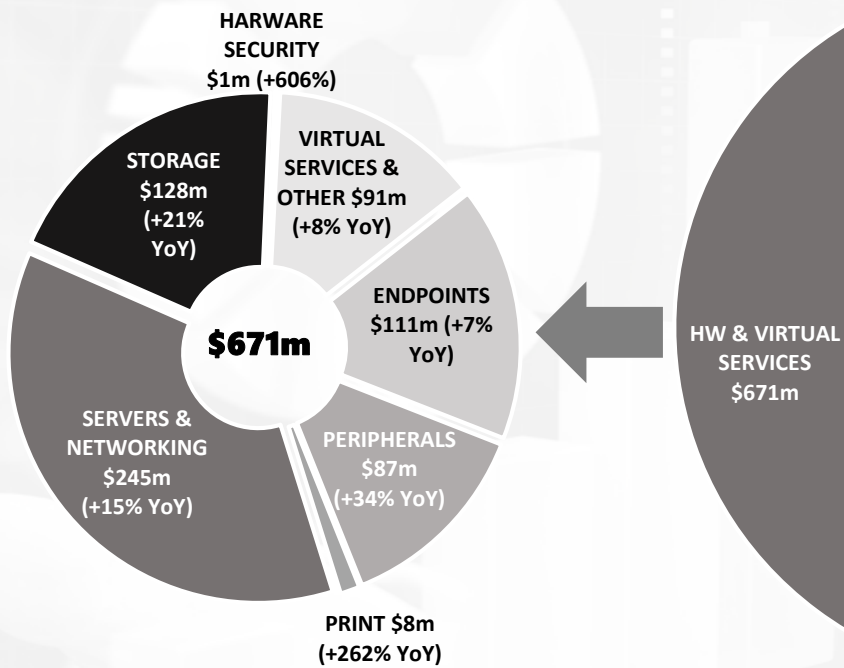 HARWARE
SECURITY
$1m (+606%)
STORAGE
$128m
(+21%
YoY)
VIRTUAL
SERVICES &
OTHER $91m
(+8% YoY)
ENDPOINTS
$111m (+7%
YoY)
$671m
HW & VIRTUAL
SERVICES
$671m
SERVERS &
NETWORKING
$245m
(+15% YoY)
PERIPHERALS
$87m
(+34% YoY)
PRINT $8m
(+262% YoY)